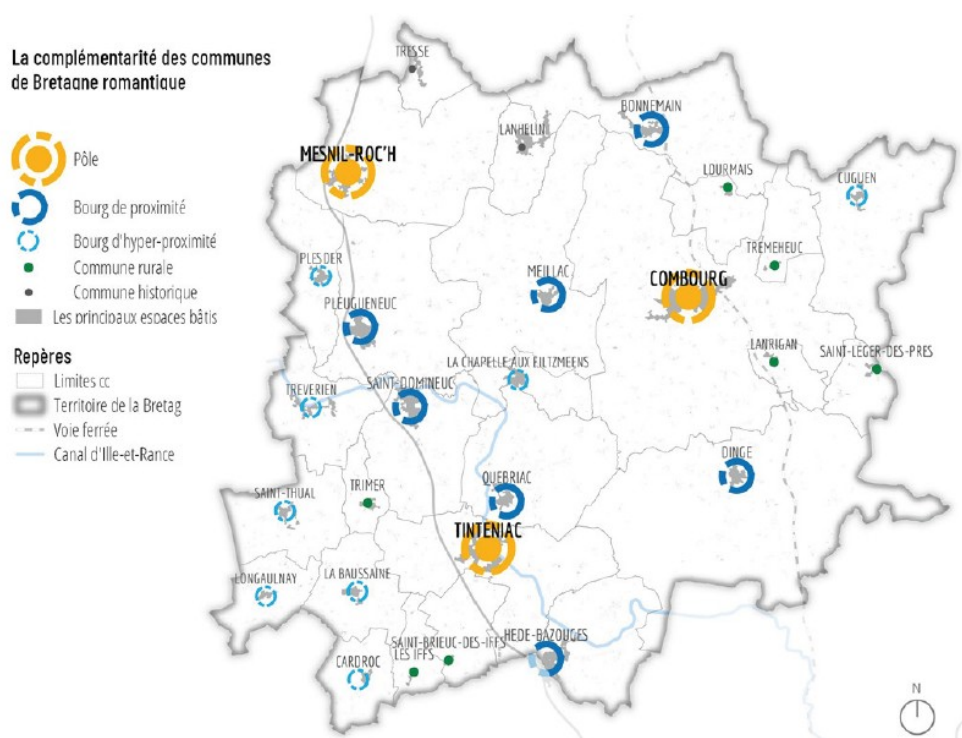 La complémentarité des communes
de Bretagne romantique
Pôle
Bourg de proximité
Bourg d'hyper-proximité
Commune rurale
Commune historique
Les principaux espaces bâtis
Repères
Limites cc
Territoire de la Bretag
Voie ferrée
Canal d'Ille-et-Rance
TRESSE
BONNEMAIN
LANHELIN
MESNIL-ROC'H
LOURMAIS
CUGUEN
TREMEHEUC
PLESDER
MEILLAC
COMBOURG
PLEUGUENEUC
LANRIGAN
SAINT-LEGER-DES-PRES
LA CHAPELLE AUX FILTZMEENS
TREVERIEN
SAINT-DOMINEUC
DINGE
QUEBRIAC
TRIMER
SAINT-THUAL
TINTENIAC
LONGAULNAY
LA BAUSSAINE
HEDE-BAZOUGES
SAINT-BRIEUC-DES-IFFS
LES IFFS
CARDROC
N